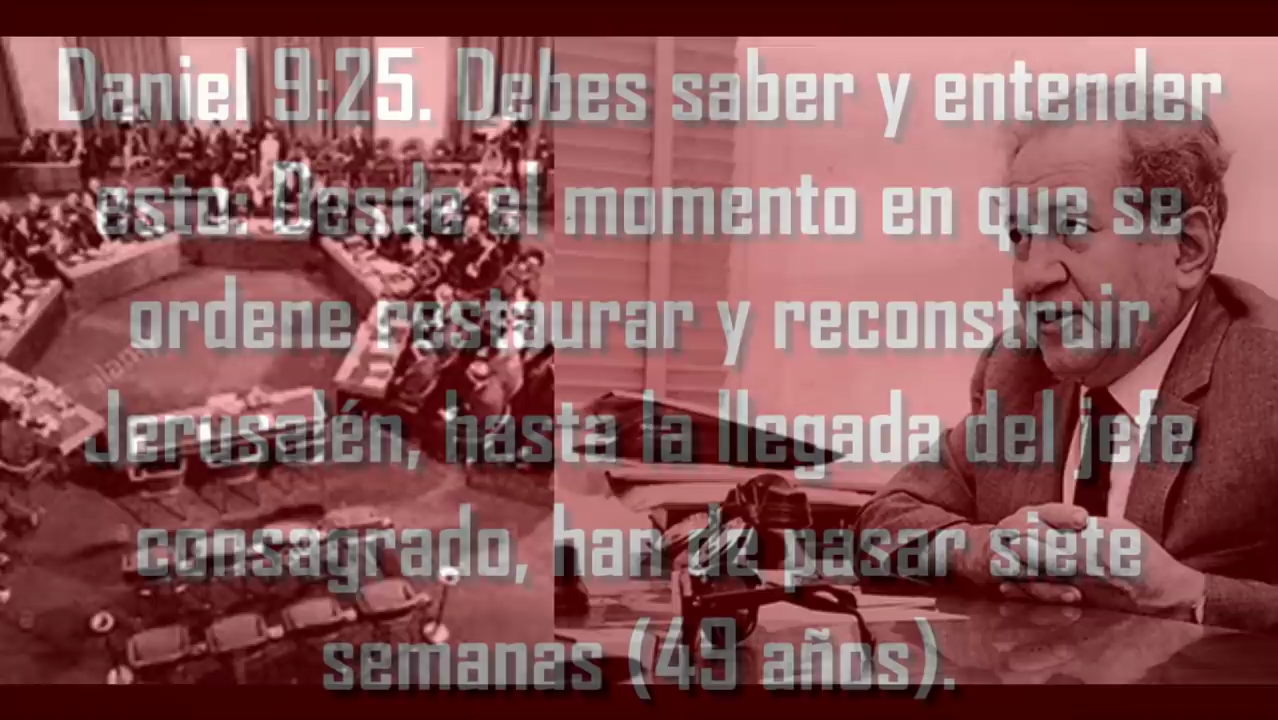 Daniel 9:25. Debes saber y entender
esto: Desde el momento en que se
ordene restaurar y reconstruir
Jerusalén, hasta la llegada del jefe
consagrado, han de pasar siete
semanas (49 años).
alamy